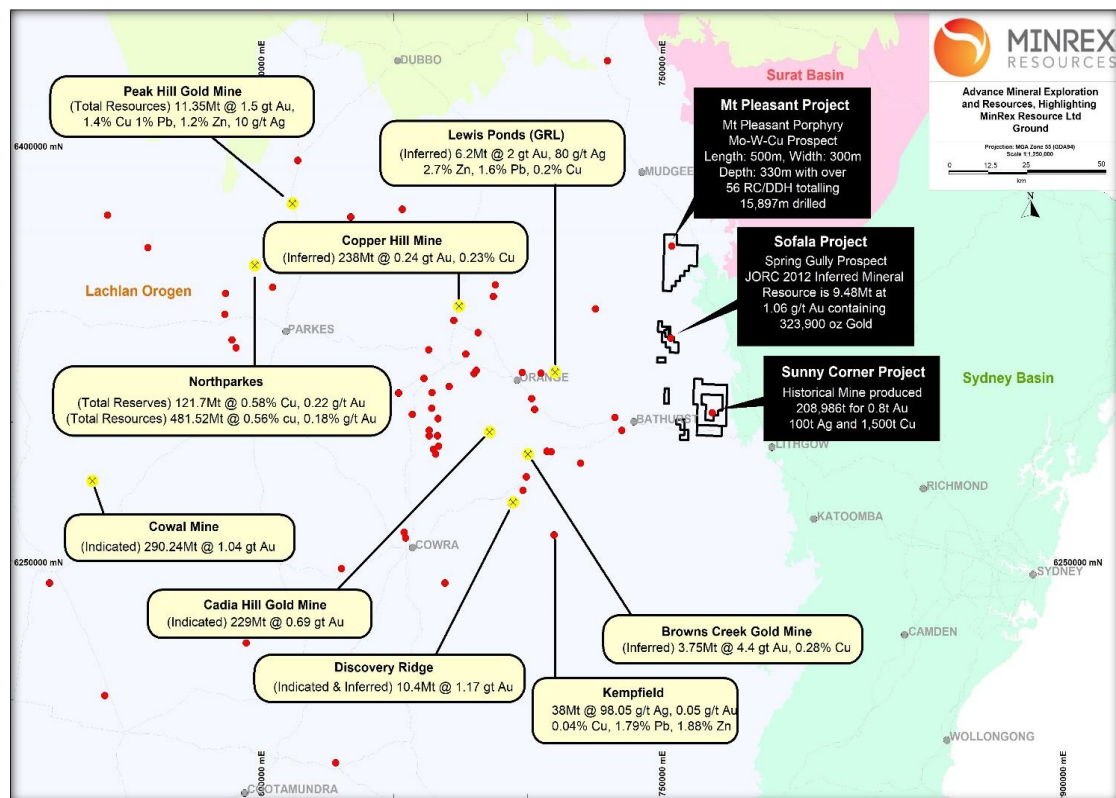 MINREX
RESOURCES
Advance Mineral Exploration
and Resources, Highlighting
MinRex Resource Ltd
Ground
Projection: MGA Zone 55 (GDA94)
Scale 1:1,250,000
0 12.5 25 50
km
N
750000 mE
DUBBO
Surat Basin
Peak Hill Gold Mine
(Total Resources) 11.35Mt @ 1.5 gt Au,
1.4% Cu 1% Pb, 1.2% Zn, 10 g/t Ag
6400000 mN
Lewis Ponds (GRL)
(Inferred) 6.2Mt @ 2 gt Au, 80 g/t Ag
2.7% Zn, 1.6% Pb, 0.2% Cu
MUDGEE
Mt Pleasant Project
Mt Pleasant Porphyry
Mo-W-Cu Prospect
Length: 500m, Width: 300m
Depth: 330m with over
56 RC/DDH totalling
15,897m drilled
Copper Hill Mine
(Inferred) 238Mt @ 0.24 gt Au, 0.23% Cu
Sofala Project
Spring Gully Prospect
JORC 2012 Inferred Mineral
Resource is 9.48Mt at
1.06 g/t Au containing
323,900 oz Gold
Lachlan Orogen
PARKES
Northparkes
(Total Reserves) 121.7Mt @ 0.58% Cu, 0.22 g/t Au
(Total Resources) 481.52Mt @ 0.56% cu, 0.18% g/t Au
ORANGE
Sunny Corner Project
Historical Mine produced
208,986t for 0.8t Au
100t Ag and 1,500t Cu
Sydney Basin
BATHURST
LITHGOW
RICHMOND
KATOOMBA
Cowal Mine
(Indicated) 290.24Mt @ 1.04 gt Au
COWRA
6250000 mN
6250000 mN
SYDNEY
Cadia Hill Gold Mine
(Indicated) 229Mt @ 0.69 gt Au
Browns Creek Gold Mine
(Inferred) 3.75Mt @ 4.4 gt Au, 0.28% Cu
CAMDEN
Discovery Ridge
(Indicated & Inferred) 10.4Mt @ 1.17 gt Au
Kempfield
38Mt @ 98.05 g/t Ag, 0.05 g/t Au
0.04% Cu, 1.79% Pb, 1.88% Zn
WOLLONGONG
750000 mE
900000 mE
COOTAMUNDRA